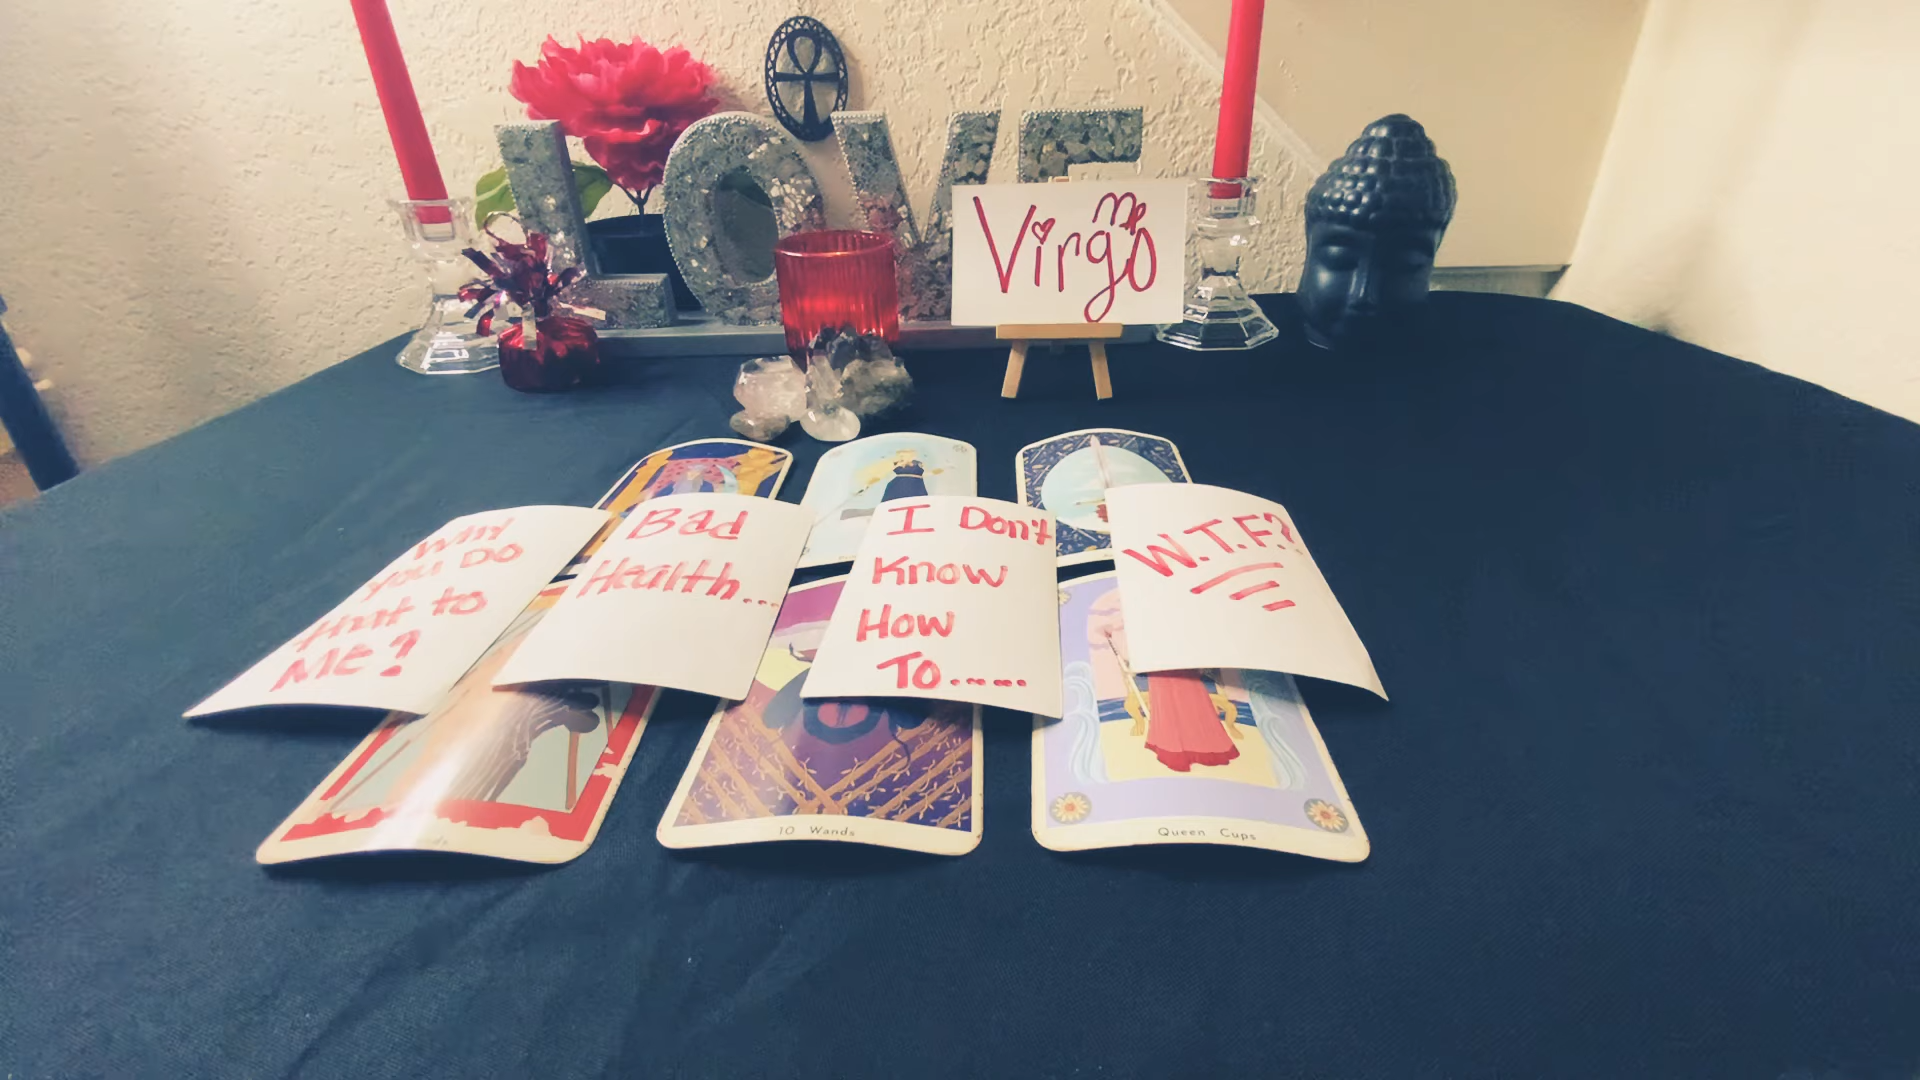 LOVE
Virgo
WHY
YOU DO
that to
ME?
Bad
Health...
I Don't
Know
How
To.....
W.T.F.?
10 Wands
Queen Cups